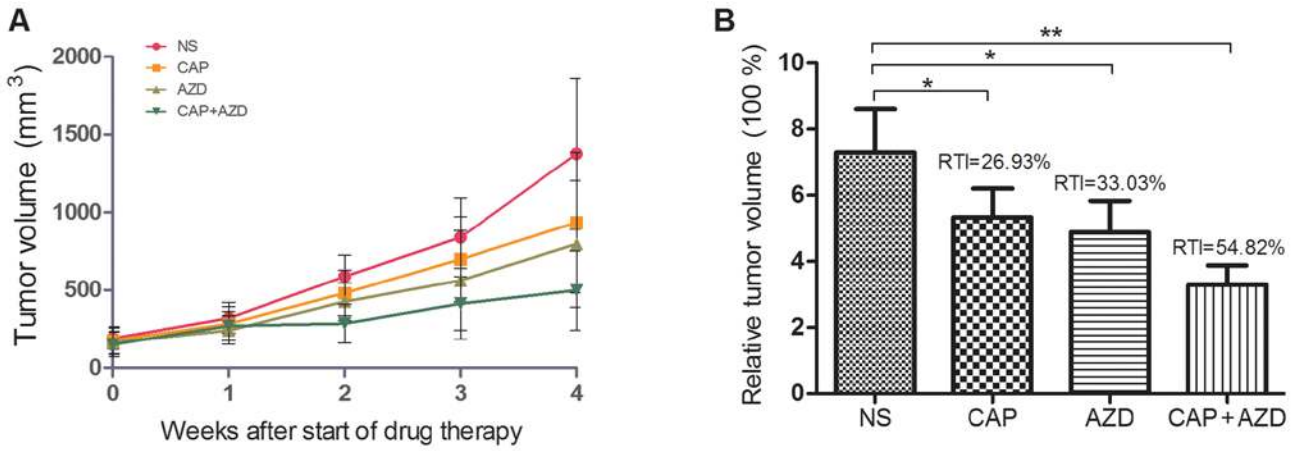 A
Tumor volume (mm3)
2000
1500
1000
500
0
NS
CAP
AZD
CAP+AZD
0 1 2 3 4
Weeks after start of drug therapy
B
Relative tumor volume (100 %)
10
8
6
4
2
0
**
*
*
RTI=26.93%
RTI=33.03%
RTI=54.82%
NS CAP AZD CAP+AZD